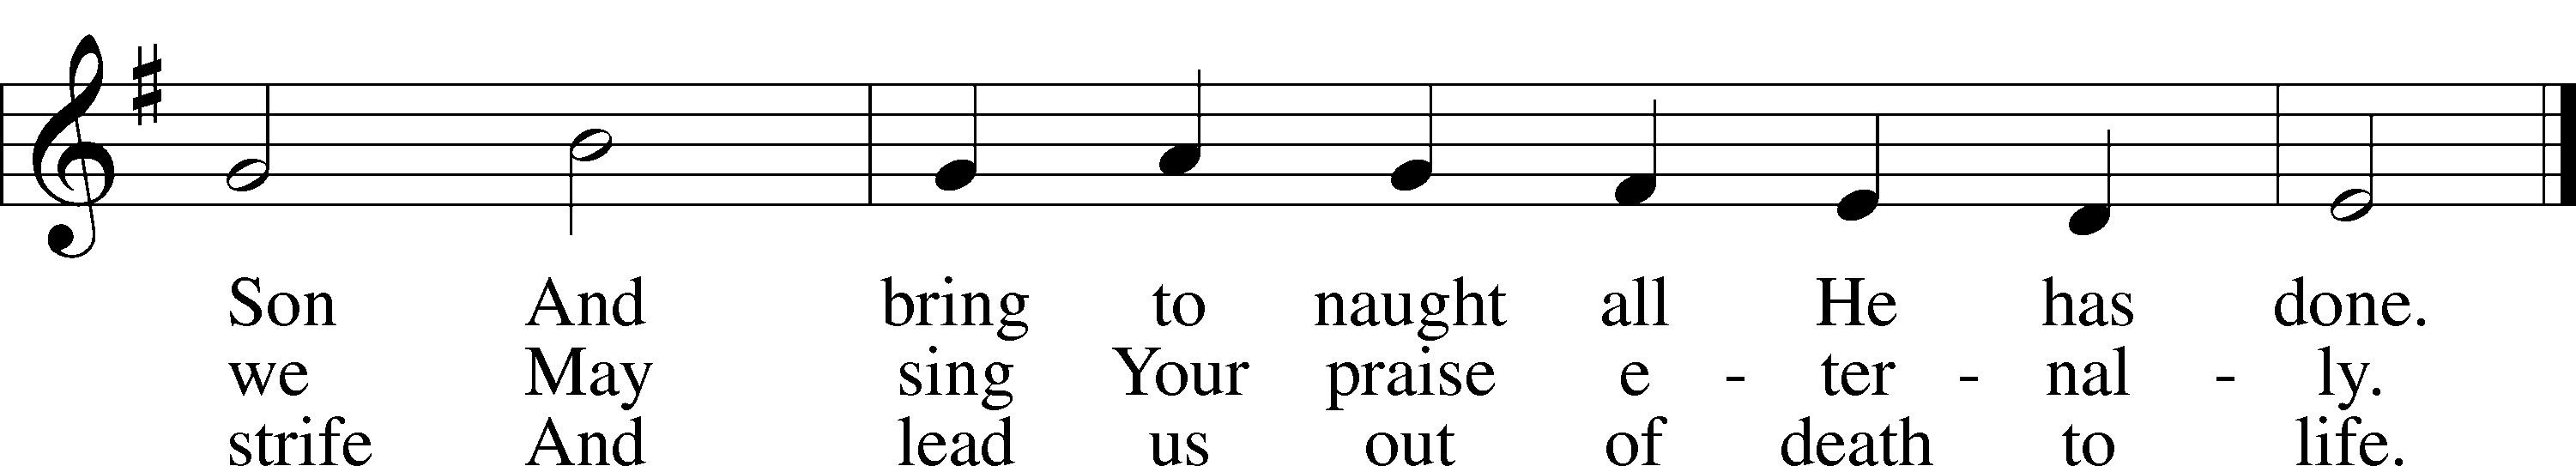 Son And bring to naught all He has done.
we May sing Your praise e - ter - nal - ly.
strife And lead us out of death to life.